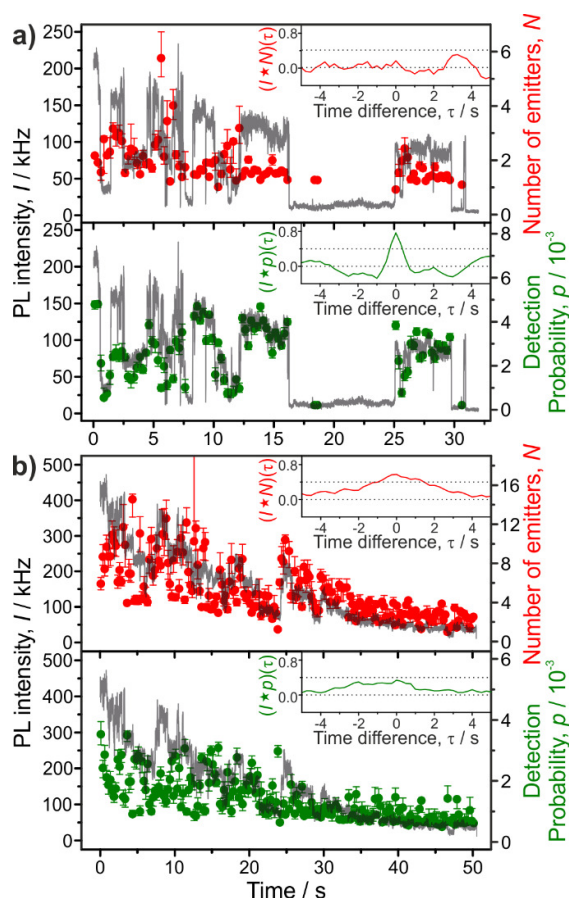 a)
250
200
150
100
50
0
PL intensity, I / kHz
0.8
0.0
(I★N)(τ)
-4 -2 0 2 4
Time difference, τ / s
6
4
2
0
Number of emitters, N
250
200
150
100
50
0
PL intensity, I / kHz
0.8
0.0
(I★p)(τ)
-4 -2 0 2 4
Time difference, τ / s
8
6
4
2
0
Detection
Probability, p / 10⁻³
0 5 10 15 20 25 30
b)
500
400
300
200
100
0
PL intensity, I / kHz
0.8
0.0
(I★N)(τ)
-4 -2 0 2 4
Time difference, τ / s
16
12
8
4
0
Number of emitters, N
500
400
300
200
100
0
PL intensity, I / kHz
0.8
0.0
(I★p)(τ)
-4 -2 0 2 4
Time difference, τ / s
6
4
2
0
Detection
Probability, p / 10⁻³
0 10 20 30 40 50
Time / s